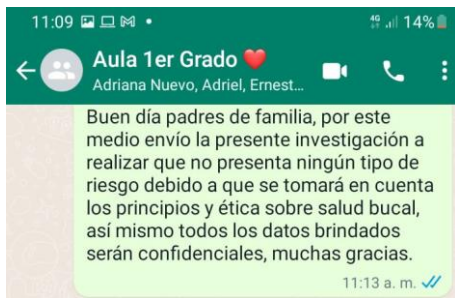 11:09 4G 14%
Aula 1er Grado ❤️
Adriana Nuevo, Adriel, Ernest...
Buen día padres de familia, por este
medio envío la presente investigación a
realizar que no presenta ningún tipo de
riesgo debido a que se tomará en cuenta
los principios y ética sobre salud bucal,
así mismo todos los datos brindados
serán confidenciales, muchas gracias.
11:13 a. m.